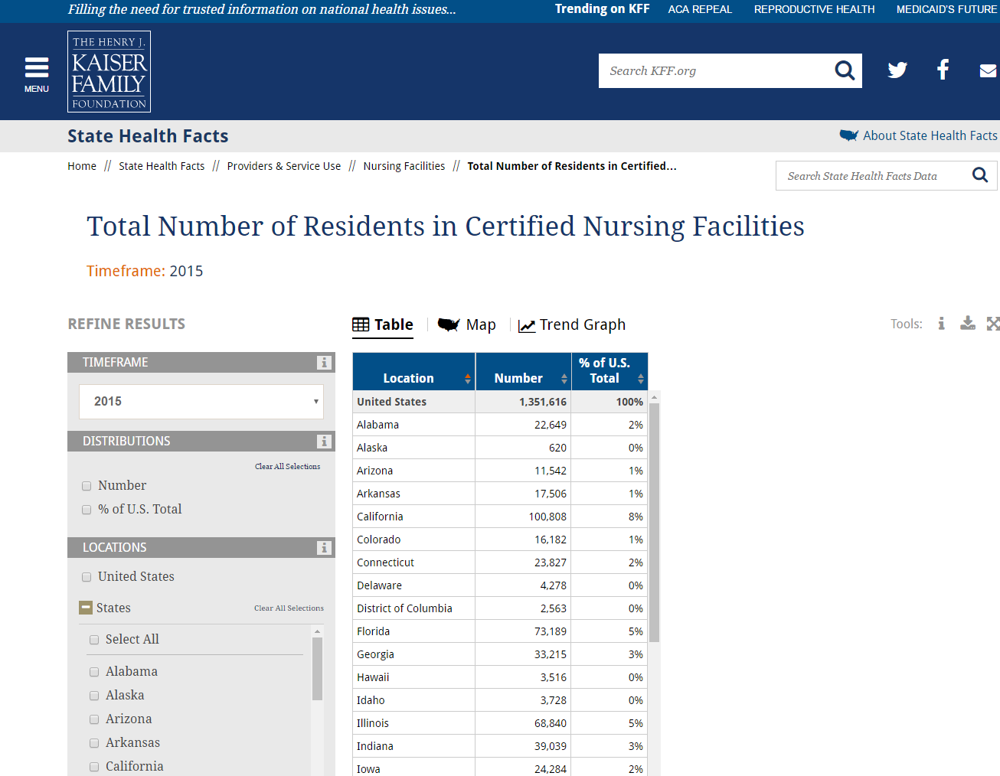 Filling the need for trusted information on national health issues...
Trending on KFF ACA REPEAL REPRODUCTIVE HEALTH MEDICAID'S FUTURE
MENU
THE HENRY J.
KAISER
FAMILY
FOUNDATION
Search KFF.org
State Health Facts
About State Health Facts
Home // State Health Facts // Providers & Service Use // Nursing Facilities // Total Number of Residents in Certified...
Search State Health Facts Data
Total Number of Residents in Certified Nursing Facilities
Timeframe: 2015
REFINE RESULTS
TIMEFRAME
2015
DISTRIBUTIONS
Clear All Selections
Number
% of U.S. Total
LOCATIONS
United States
States Clear All Selections
Select All
Alabama
Alaska
Arizona
Arkansas
California
Table Map Trend Graph
Tools:
Location Number % of U.S. Total
United States 1,351,616 100%
Alabama 22,649 2%
Alaska 620 0%
Arizona 11,542 1%
Arkansas 17,506 1%
California 100,808 8%
Colorado 16,182 1%
Connecticut 23,827 2%
Delaware 4,278 0%
District of Columbia 2,563 0%
Florida 73,189 5%
Georgia 33,215 3%
Hawaii 3,516 0%
Idaho 3,728 0%
Illinois 68,840 5%
Indiana 39,039 3%
Iowa 24,284 2%